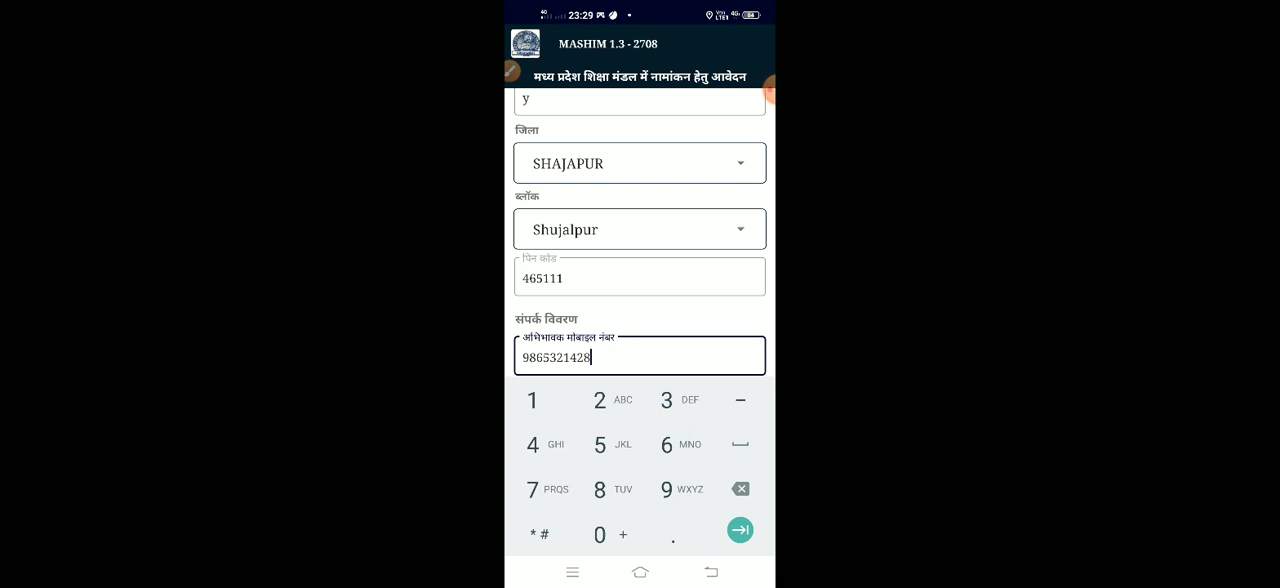 23:29
MASHIM 1.3 - 2708
मध्य प्रदेश शिक्षा मंडल में नामांकन हेतु आवेदन
y
जिला
SHAJAPUR
ब्लॉक
Shujalpur
पिन कोड
465111
संपर्क विवरण
अभिभावक मोबाइल नंबर
9865321428
1 2 ABC 3 DEF -
4 GHI 5 JKL 6 MNO
7 PRQS 8 TUV 9 WXYZ
* # 0 + .